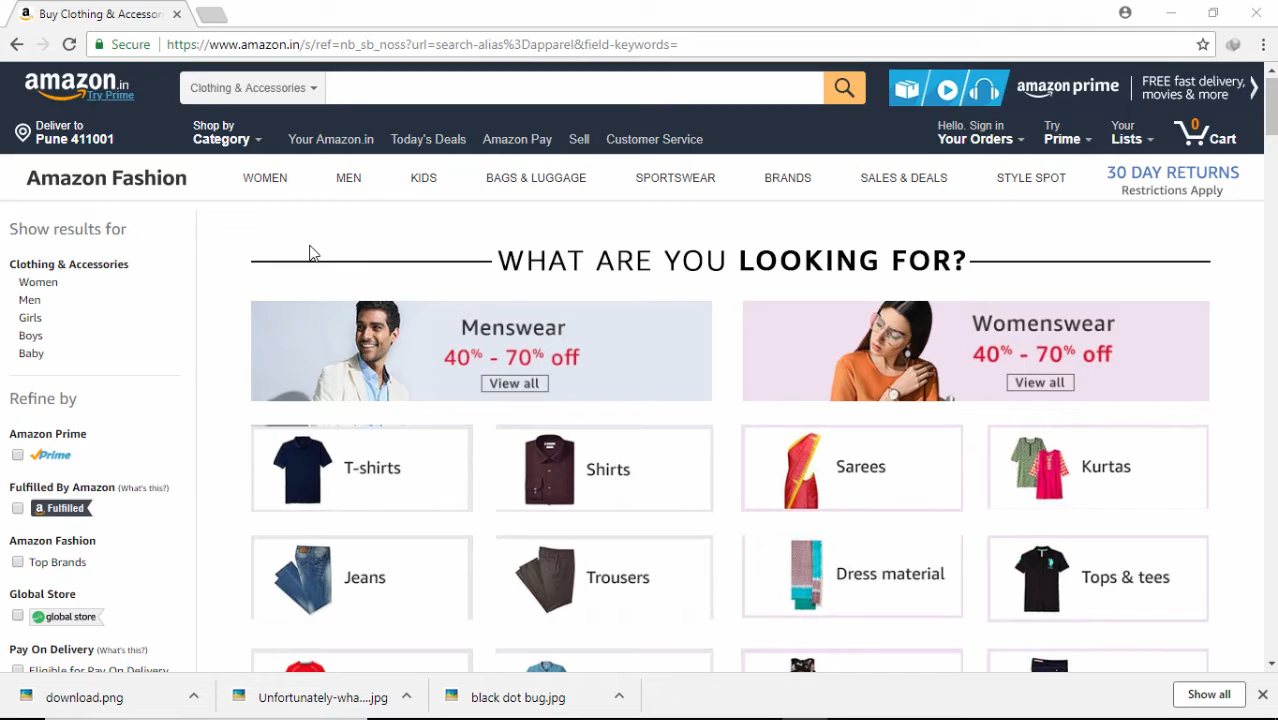 Buy Clothing & Accessor
Secure
https://www.amazon.in/s/ref=nb_sb_noss?url=search-alias%3Dapparel&field-keywords=
amazon.in
Try Prime
Clothing & Accessories
amazon prime
FREE fast delivery,
movies & more
Deliver to
Pune 411001
Shop by
Category
Your Amazon.in
Today's Deals
Amazon Pay
Sell
Customer Service
Hello. Sign in
Your Orders
Try
Prime
Your
Lists
0
Cart
Amazon Fashion
WOMEN
MEN
KIDS
BAGS & LUGGAGE
SPORTSWEAR
BRANDS
SALES & DEALS
STYLE SPOT
30 DAY RETURNS
Restrictions Apply
Show results for
Clothing & Accessories
Women
Men
Girls
Boys
Baby
Refine by
Amazon Prime
Prime
Fulfilled By Amazon (What's this?)
a Fulfilled
Amazon Fashion
Top Brands
Global Store
global store
Pay On Delivery (What's this?)
Eligible for Pay On Delivery
WHAT ARE YOU LOOKING FOR?
Menswear
40% - 70% off
View all
Womenswear
40% - 70% off
View all
T-shirts
Shirts
Sarees
Kurtas
Jeans
Trousers
Dress material
Tops & tees
download.png
Unfortunately-wha....jpg
black dot bug.jpg
Show all